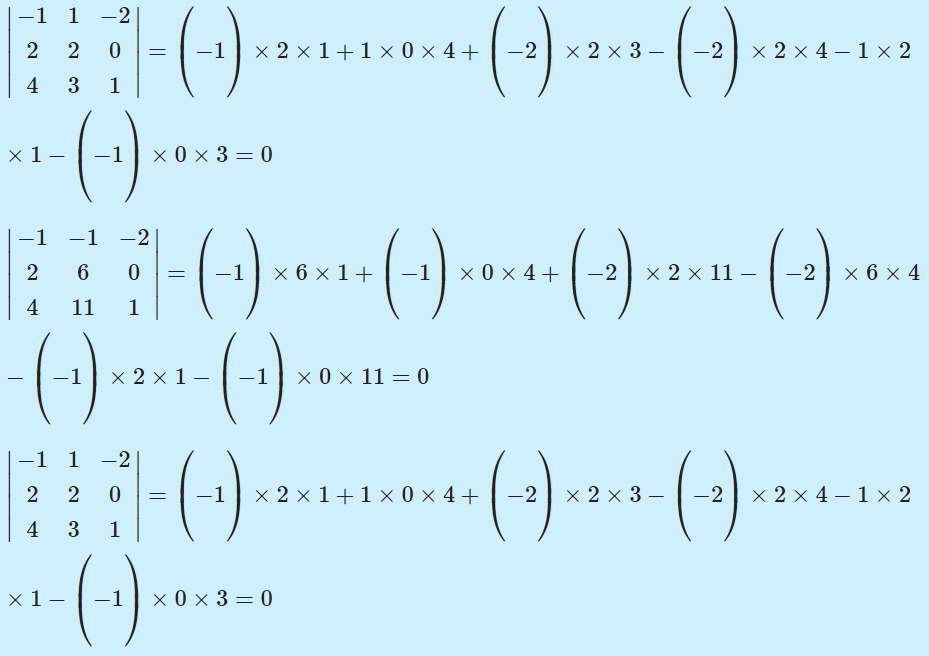 |−1 1 −2|
|2 2 0| = (−1) × 2 × 1 + 1 × 0 × 4 + (−2) × 2 × 3 − (−2) × 2 × 4 − 1 × 2
|4 3 1|
× 1 − (−1) × 0 × 3 = 0
|−1 −1 −2|
|2 6 0| = (−1) × 6 × 1 + (−1) × 0 × 4 + (−2) × 2 × 11 − (−2) × 6 × 4
|4 11 1|
− (−1) × 2 × 1 − (−1) × 0 × 11 = 0
|−1 1 −2|
|2 2 0| = (−1) × 2 × 1 + 1 × 0 × 4 + (−2) × 2 × 3 − (−2) × 2 × 4 − 1 × 2
|4 3 1|
× 1 − (−1) × 0 × 3 = 0